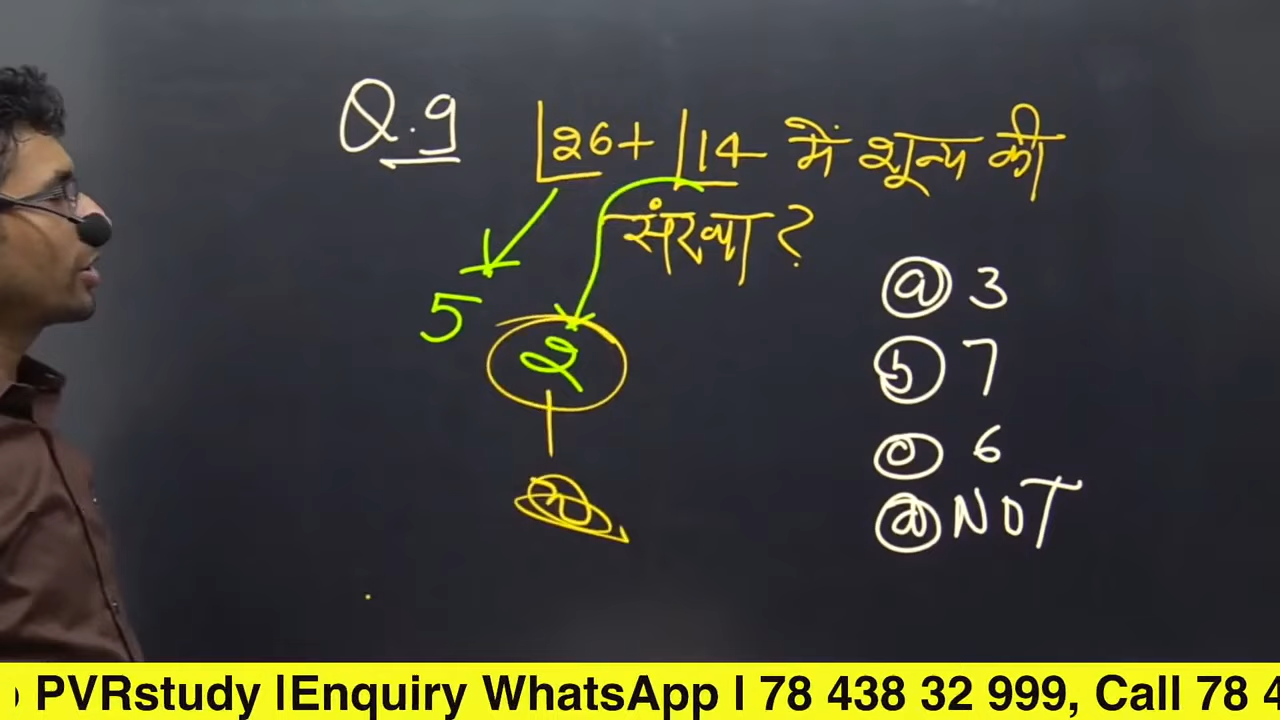 Q.9 |26+ |14 में शून्य की
संख्या ?
5
2
ⓐ 3
ⓑ 7
ⓒ 6
ⓓ NOT
PVRstudy |Enquiry WhatsApp | 78 438 32 999, Call 78 4